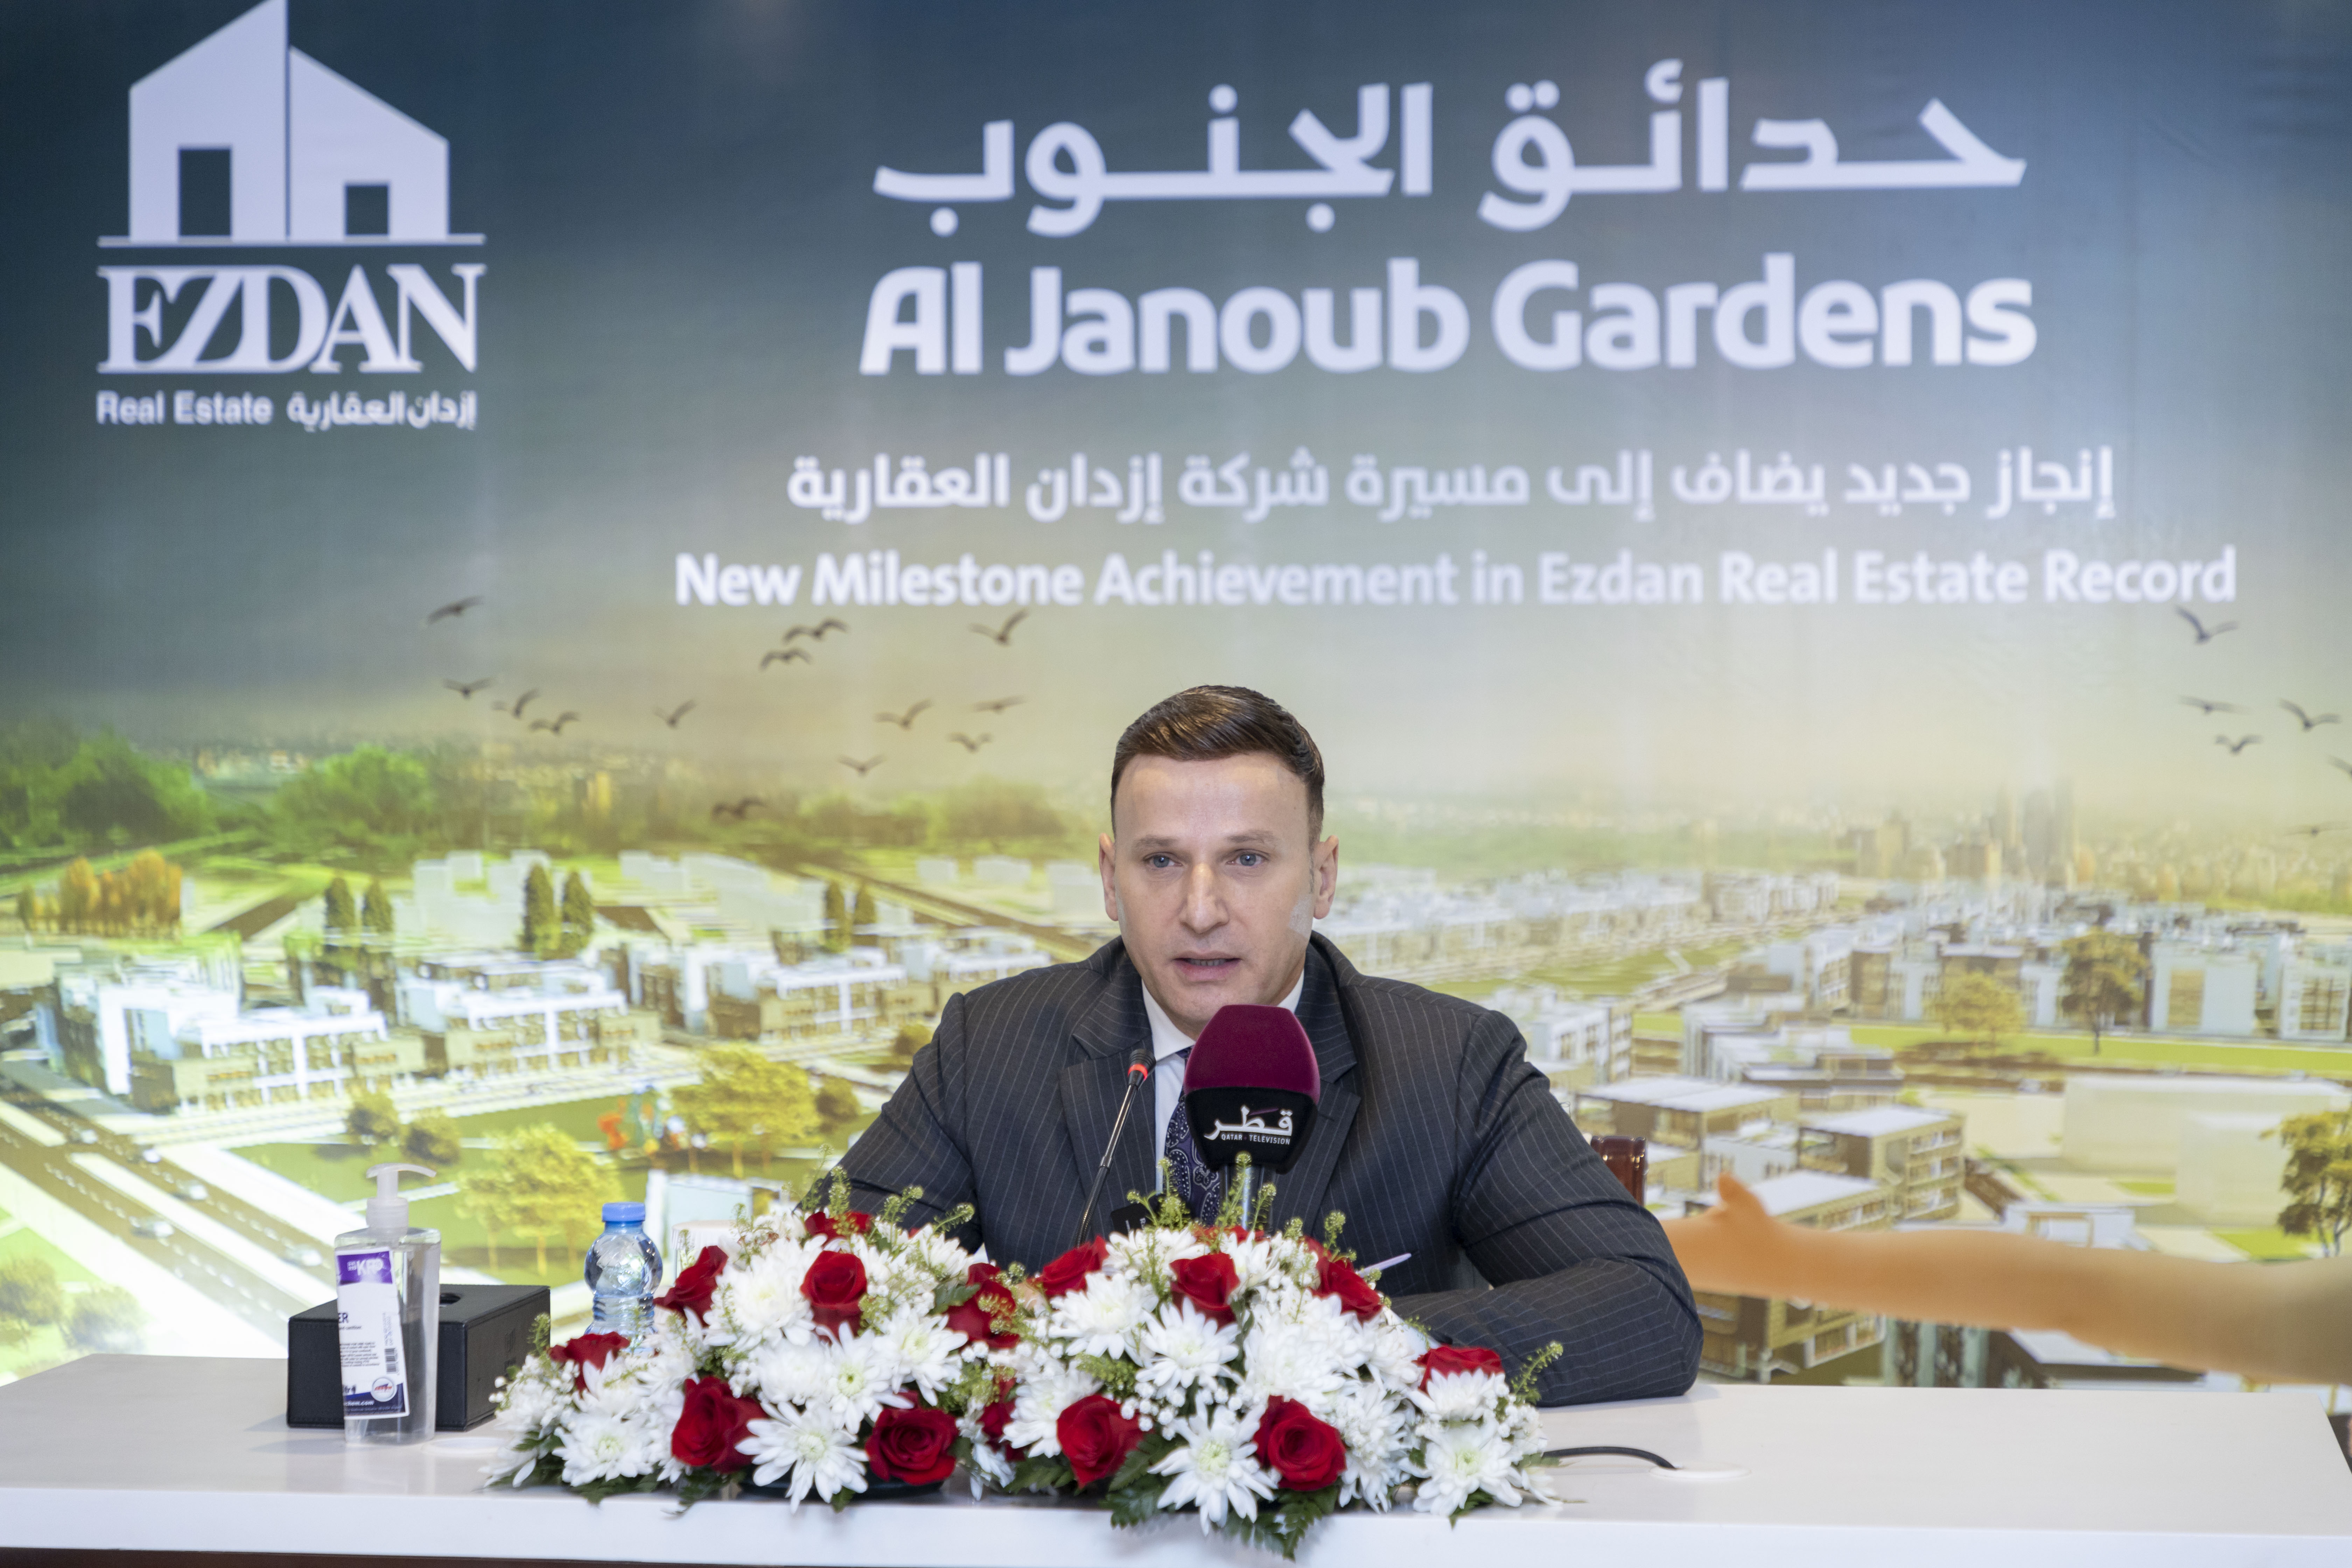 حدائق الجنوب
Al Janoub Gardens
إنجاز جديد يضاف إلى مسيرة شركة إزدان العقارية
New Milestone Achievement in Ezdan Real Estate Record
EZDAN
Real Estate إزدان العقارية
قطر
QATAR - TELEVISION